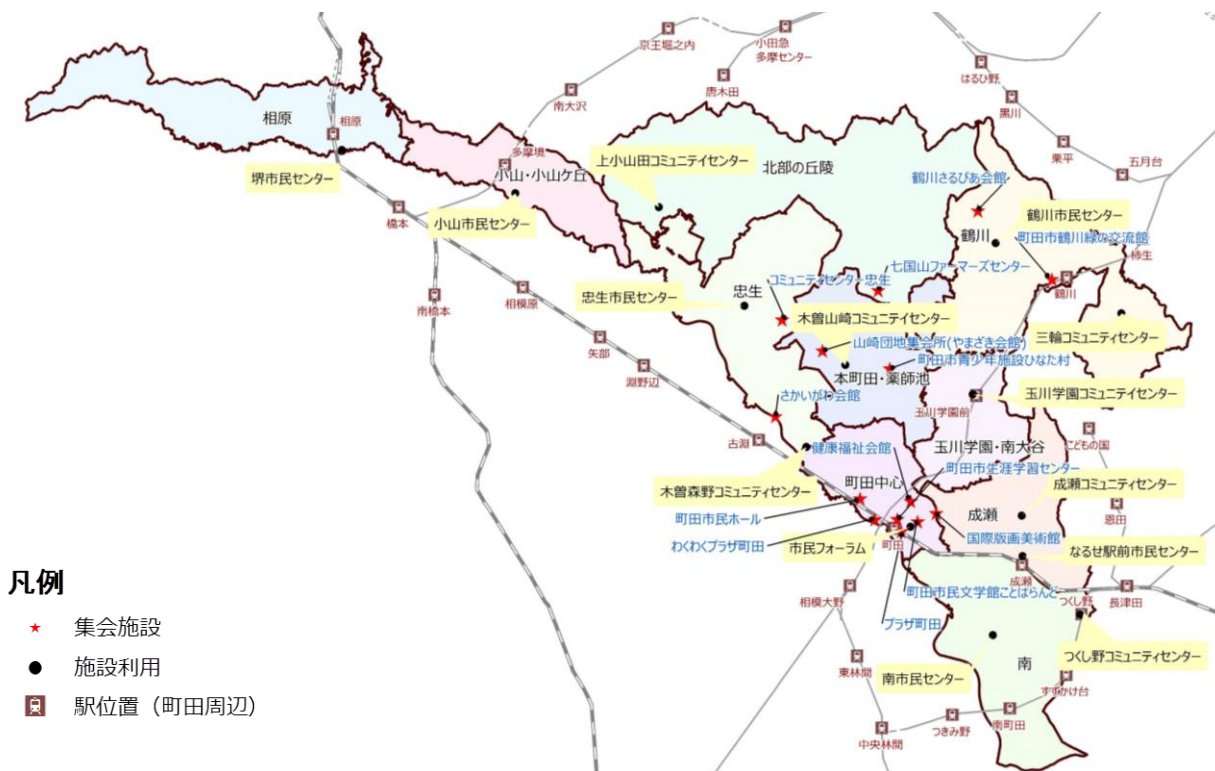 京王堀之内
小田急
多摩センター
はるひ野
唐木田
南大沢
黒川
相原
相原
多摩境
栗平
五月台
上小山田コミュニティセンター
北部の丘陵
小山・小山ケ丘
堺市民センター
鶴川さるびあ会館
橋本
小山市民センター
鶴川市民センター
鶴川
町田市鶴川緑の交流館
柿生
七国山ファーマーズセンター
コミュニティセンター忠生
南橋本
相模原
忠生市民センター
忠生
鶴川
木曽山崎コミュニティセンター
矢部
山崎団地集会所(やまざき会館)
三輪コミュニティセンター
町田市青少年施設ひなた村
淵野辺
本町田・薬師池
さかいがわ会館
玉川学園コミュニティセンター
玉川学園前
古淵
健康福祉会館
玉川学園・南大谷
こどもの国
町田市生涯学習センター
町田中心
成瀬コミュニティセンター
木曽森野コミュニティセンター
成瀬
町田市民ホール
恩田
国際版画美術館
わくわくプラザ町田
市民フォーラム
町田
なるせ駅前市民センター
成瀬
凡例
町田市民文学館ことばらんど
つくし野
長津田
相模大野
プラザ町田
集会施設
つくし野コミュニティセンター
東林間
南
施設利用
南市民センター
すずかけ台
駅位置（町田周辺）
つきみ野
南町田
中央林間